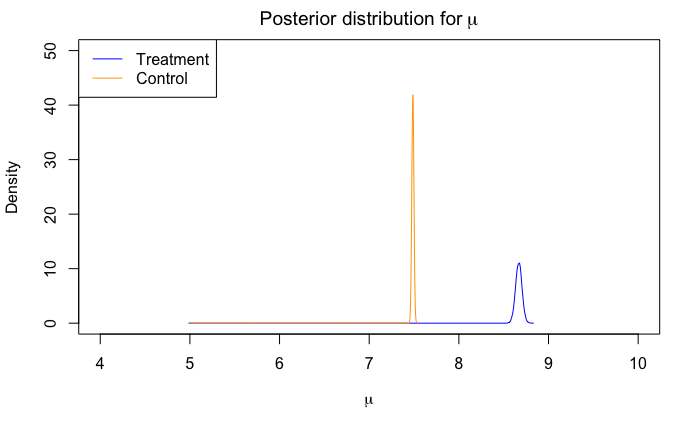 Posterior distribution for μ
Treatment
Control
Density
50
40
30
20
10
0
4 5 6 7 8 9 10
μ